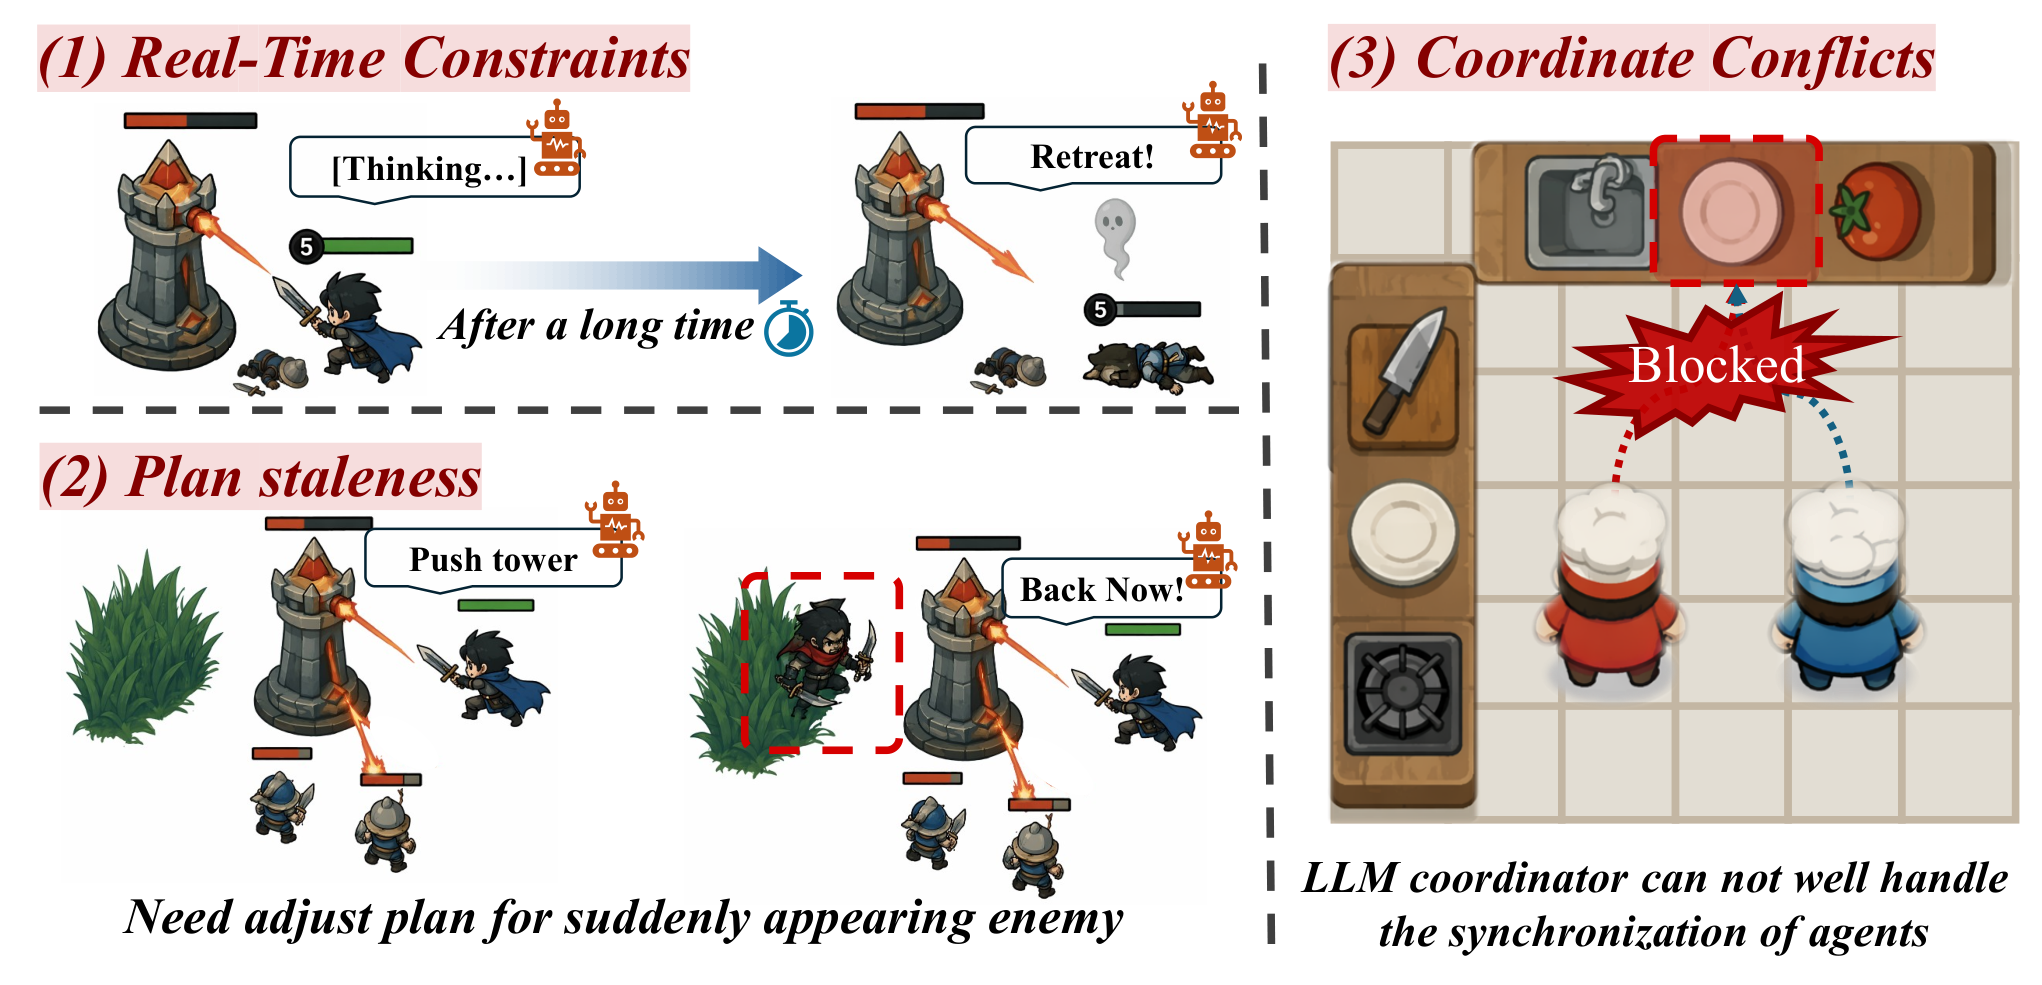 (1) Real-Time Constraints
[Thinking...]
5
After a long time
Retreat!
5
(2) Plan staleness
Push tower
Back Now!
Need adjust plan for suddenly appearing enemy
(3) Coordinate Conflicts
Blocked
LLM coordinator can not well handle
the synchronization of agents